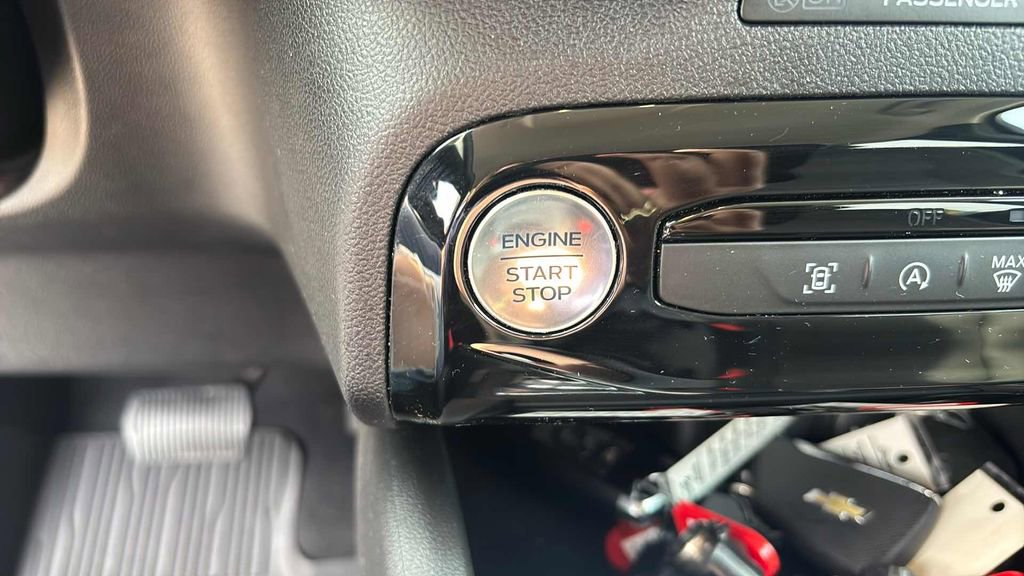 PASSENGER
OFF
ENGINE
START
STOP
A
MAX